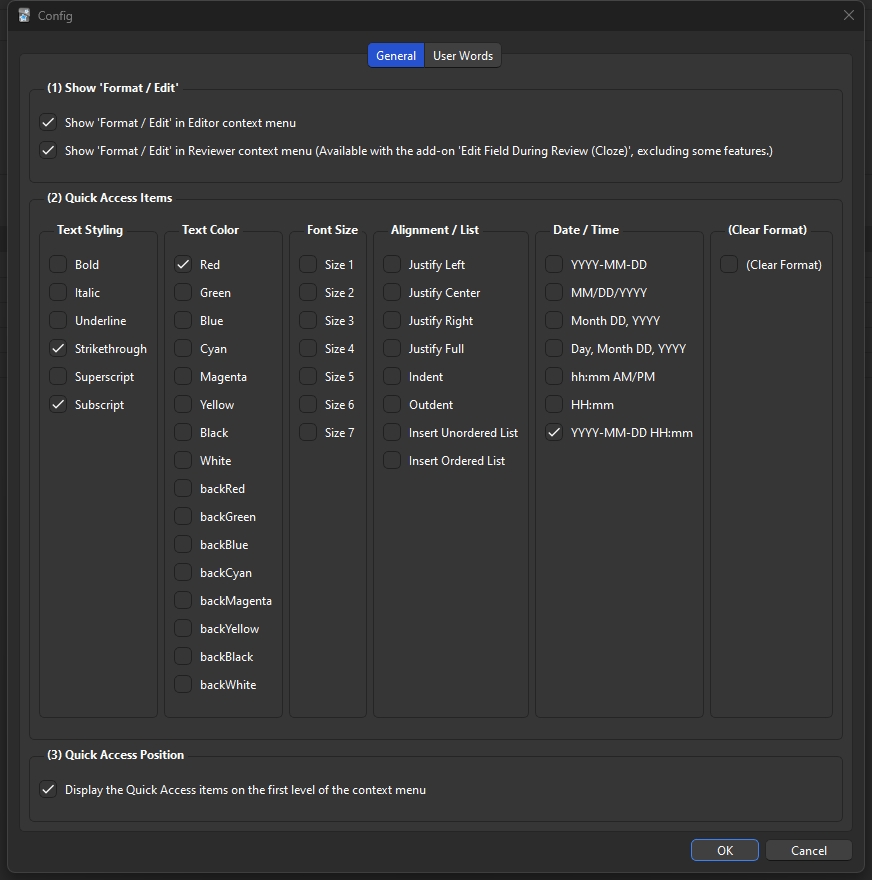 Config
General
User Words
(1) Show 'Format / Edit'
Show 'Format / Edit' in Editor context menu
Show 'Format / Edit' in Reviewer context menu (Available with the add-on 'Edit Field During Review (Cloze)', excluding some features.)
(2) Quick Access Items
Text Styling
Bold
Italic
Underline
Strikethrough
Superscript
Subscript
Text Color
Red
Green
Blue
Cyan
Magenta
Yellow
Black
White
backRed
backGreen
backBlue
backCyan
backMagenta
backYellow
backBlack
backWhite
Font Size
Size 1
Size 2
Size 3
Size 4
Size 5
Size 6
Size 7
Alignment / List
Justify Left
Justify Center
Justify Right
Justify Full
Indent
Outdent
Insert Unordered List
Insert Ordered List
Date / Time
YYYY-MM-DD
MM/DD/YYYY
Month DD, YYYY
Day, Month DD, YYYY
hh:mm AM/PM
HH:mm
YYYY-MM-DD HH:mm
(Clear Format)
(Clear Format)
(3) Quick Access Position
Display the Quick Access items on the first level of the context menu
OK
Cancel